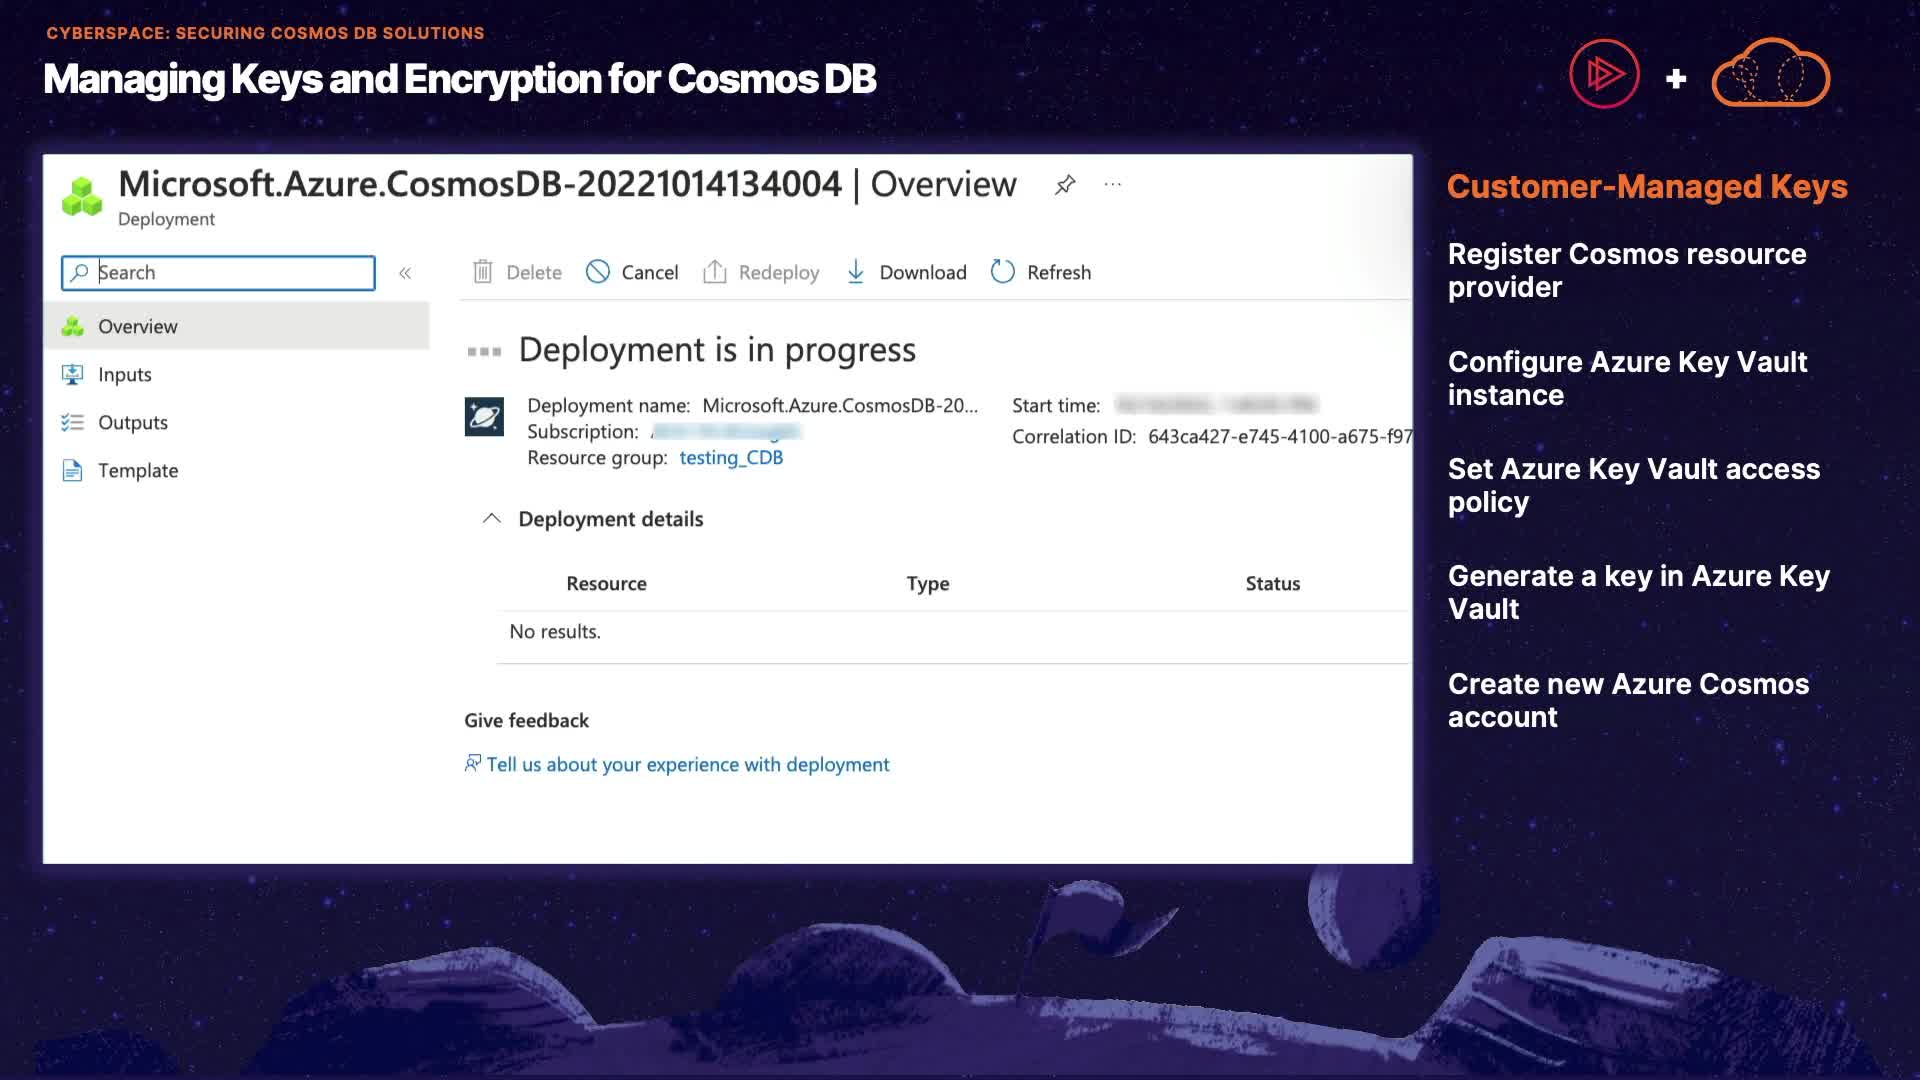 CYBERSPACE: SECURING COSMOS DB SOLUTIONS
Managing Keys and Encryption for Cosmos DB
+
Microsoft.Azure.CosmosDB-20221014134004 | Overview
Deployment
Search
Delete
Cancel
Redeploy
Download
Refresh
Overview
Inputs
Outputs
Template
Deployment is in progress
Deployment name: Microsoft.Azure.CosmosDB-20...
Subscription:
Resource group: testing_CDB
Start time:
Correlation ID: 643ca427-e745-4100-a675-f97
Deployment details
Resource Type Status
No results.
Give feedback
Tell us about your experience with deployment
Customer-Managed Keys
Register Cosmos resource
provider
Configure Azure Key Vault
instance
Set Azure Key Vault access
policy
Generate a key in Azure Key
Vault
Create new Azure Cosmos
account